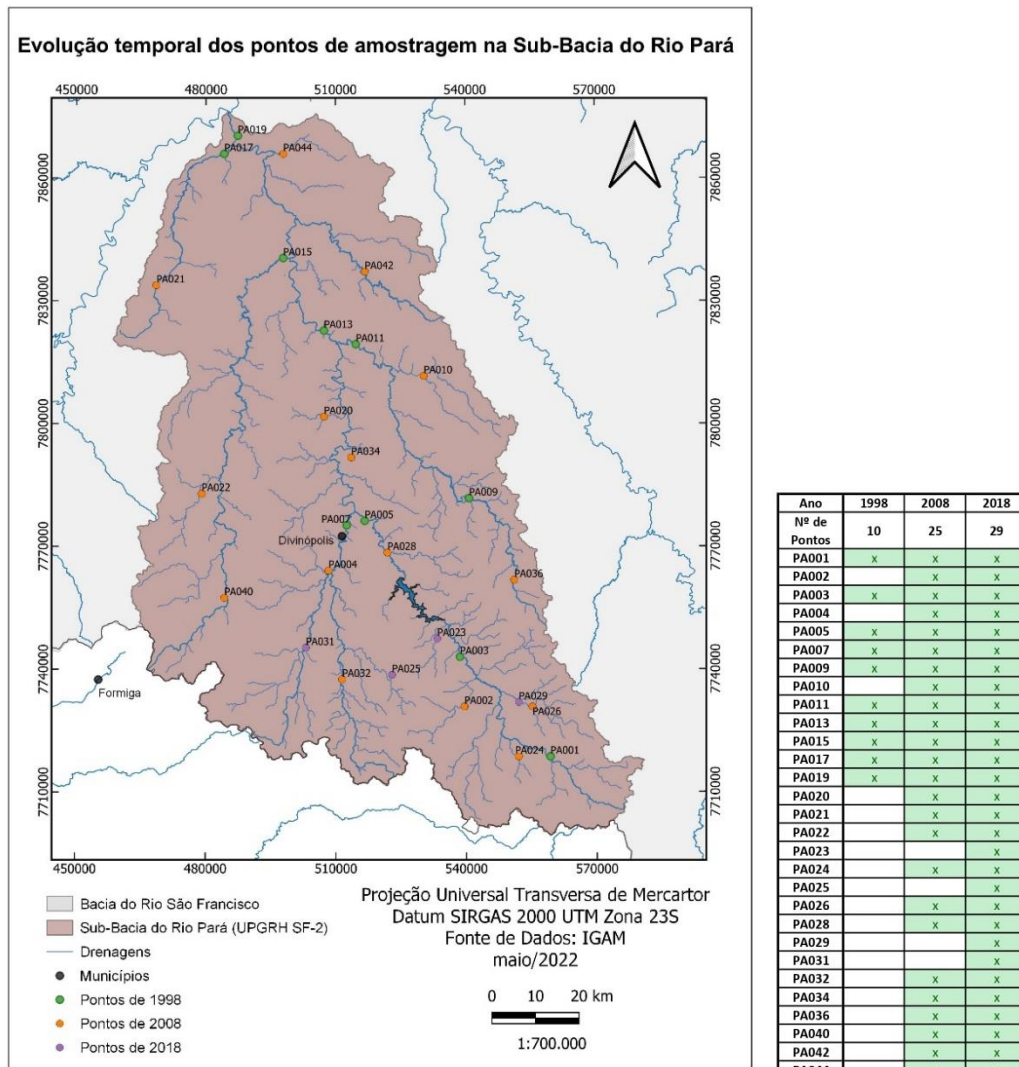 Evolução temporal dos pontos de amostragem na Sub-Bacia do Rio Pará
450000 480000 510000 540000 570000
PA019
PA017 PA044
7860000 7860000
PA015
PA042
PA021
7830000 7830000
PA013
PA011
PA010
7800000 7800000
PA020
PA034
PA022
PA009
PA007 PA005
Divinópolis
7770000 7770000
PA028
PA004
PA036
PA040
PA023
PA031
PA003
7740000 7740000
PA025
Formiga
PA032
PA002
PA029
PA026
PA024 PA001
7710000 7710000
450000 480000 510000 540000 570000
Bacia do Rio São Francisco
Sub-Bacia do Rio Pará (UPGRH SF-2)
Drenagens
Municípios
Pontos de 1998
Pontos de 2008
Pontos de 2018
Projeção Universal Transversa de Mercartor
Datum SIRGAS 2000 UTM Zona 23S
Fonte de Dados: IGAM
maio/2022
0 10 20 km
1:700.000
Ano 1998 2008 2018
Nº de Pontos 10 25 29
PA001 x x x
PA002 x x
PA003 x x x
PA004 x x
PA005 x x x
PA007 x x x
PA009 x x x
PA010 x x
PA011 x x x
PA013 x x x
PA015 x x x
PA017 x x x
PA019 x x x
PA020 x x
PA021 x x
PA022 x x
PA023 x
PA024 x x
PA025 x
PA026 x x
PA028 x x
PA029 x
PA031 x
PA032 x x
PA034 x x
PA036 x x
PA040 x x
PA042 x x